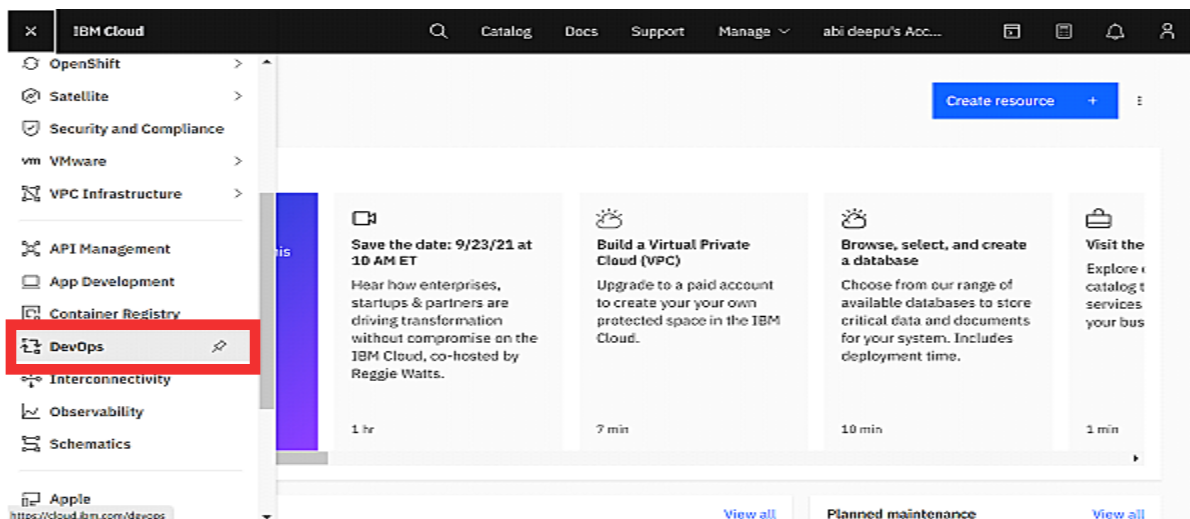 IBM Cloud
Catalog
Docs
Support
Manage
abi deepu's Acc...
OpenShift
Satellite
Security and Compliance
vm VMware
VPC Infrastructure
API Management
App Development
Container Registry
DevOps
Interconnectivity
Observability
Schematics
Apple
https://cloud.ibm.com/devops
Create resource +
his
Save the date: 9/23/21 at
10 AM ET
Hear how enterprises,
startups & partners are
driving transformation
without compromise on the
IBM Cloud, co-hosted by
Reggie Watts.
1 hr
Build a Virtual Private
Cloud (VPC)
Upgrade to a paid account
to create your your own
protected space in the IBM
Cloud.
7 min
Browse, select, and create
a database
Choose from our range of
available databases to store
critical data and documents
for your system. Includes
deployment time.
10 min
Visit the
Explore
catalog t
services
your bus
1 min
View all
Planned maintenance
View all